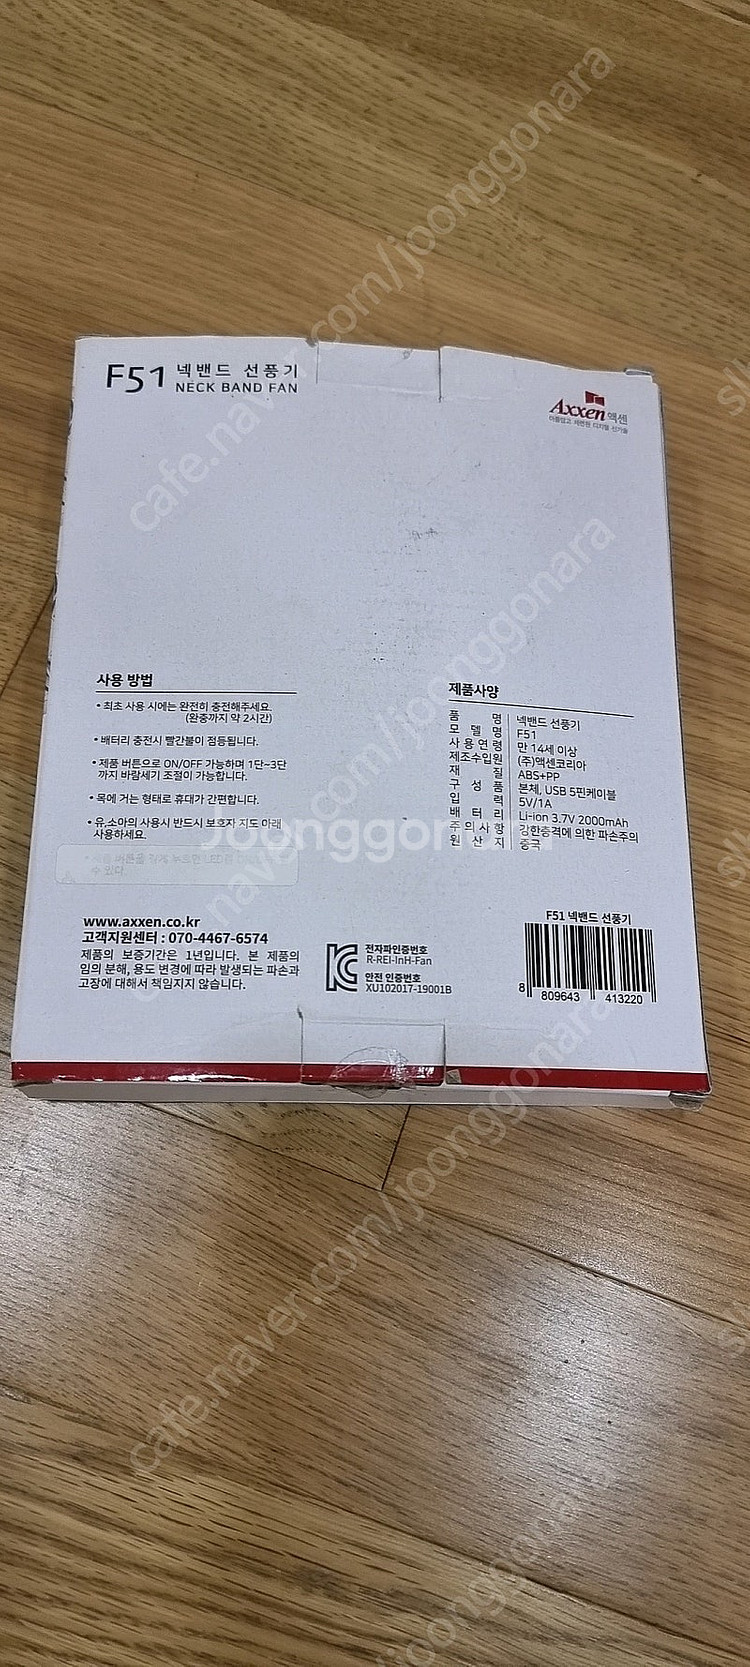 F51 넥밴드 선풍기
NECK BAND FAN
Axxen 액센
사용 방법
• 최초 사용 시에는 완전히 충전해주세요.
(완충까지 약 2시간)
• 배터리 충전시 빨간불이 점등됩니다.
• 제품 버튼으로 ON/OFF 가능하며 1단~3단
까지 바람세기 조절이 가능합니다.
• 목에 거는 형태로 휴대가 간편합니다.
• 유,소아의 사용시 반드시 보호자 지도 아래
사용하세요.
제품사양
품 명 넥밴드 선풍기
모 델 명 F51
사 용 연 령 만 14세 이상
제조수입원 (주)액센코리아
재 질 ABS+PP
구 성 품 본체, USB 5핀케이블
입 력 5V/1A
배 터 리 Li-ion 3.7V 2000mAh
주 의 사 항 강한충격에 의한 파손주의
원 산 지 중국
www.axxen.co.kr
고객지원센터 : 070-4467-6574
제품의 보증기간은 1년입니다. 본 제품의
임의 분해, 용도 변경에 따라 발생되는 파손과
고장에 대해서 책임지지 않습니다.
전자파인증번호
R-REI-InH-Fan
안전 인증번호
XU102017-19001B
F51 넥밴드 선풍기
8 809643 413220
cafe.naver.com/joonggonara
joonggonara
cafe.naver.com/joonggonara